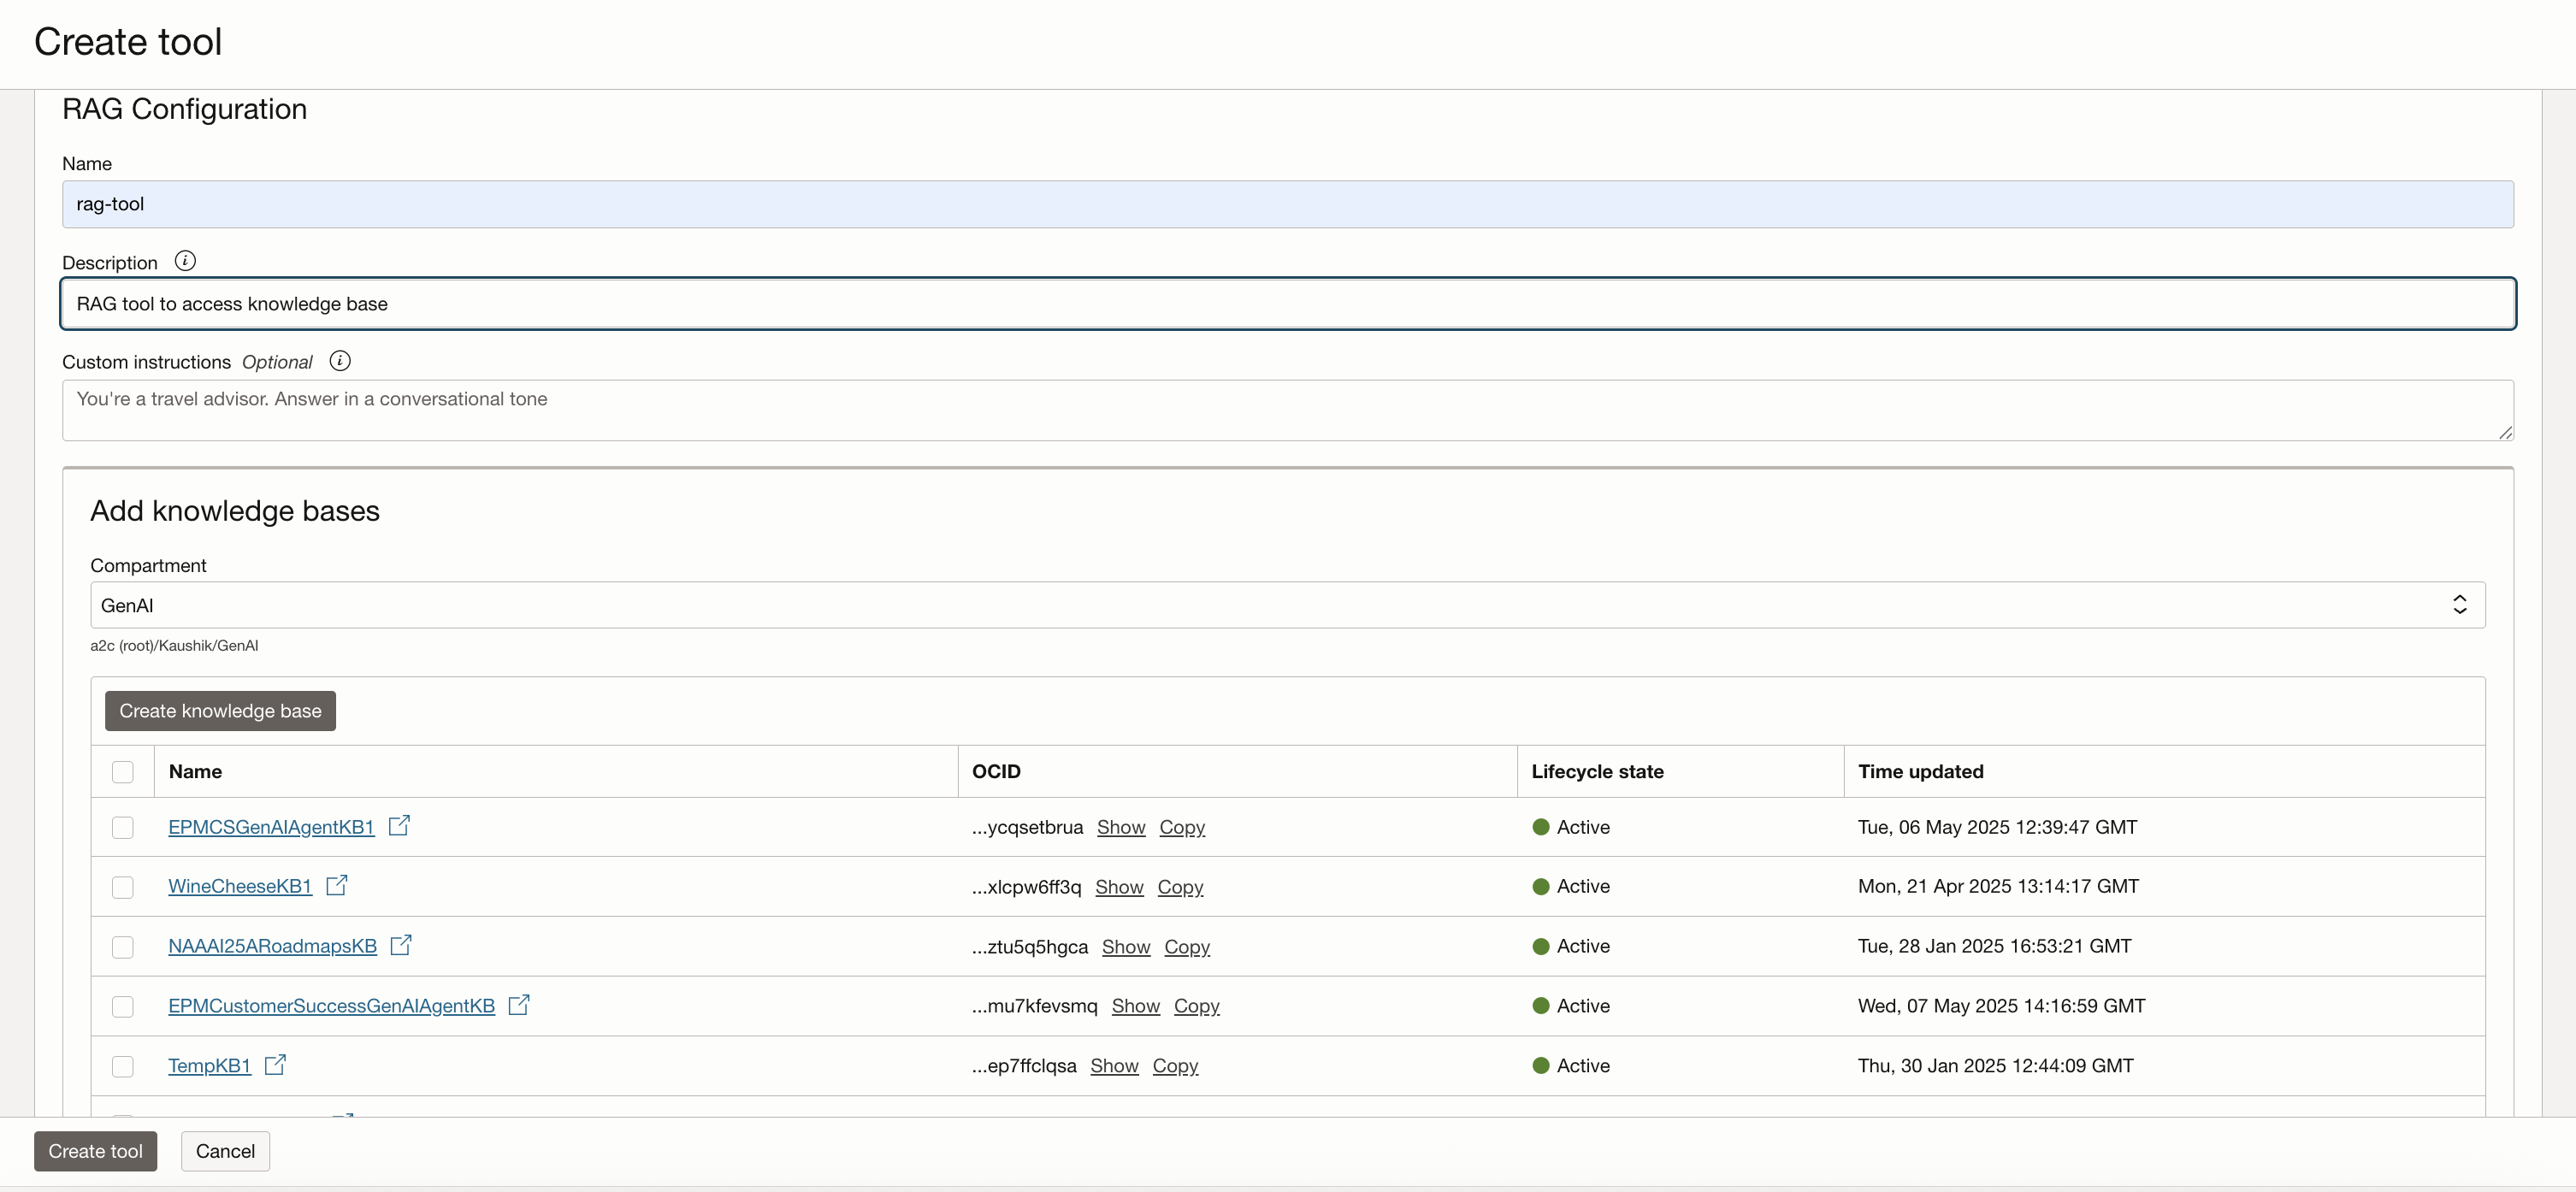 Create tool
RAG Configuration
Name
rag-tool
Description
RAG tool to access knowledge base
Custom instructions Optional
You're a travel advisor. Answer in a conversational tone
Add knowledge bases
Compartment
GenAI
a2c (root)/Kaushik/GenAI
Create knowledge base
Name OCID Lifecycle state Time updated
EPMCSGenAIAgentKB1 ...ycqsetbrua Show Copy Active Tue, 06 May 2025 12:39:47 GMT
WineCheeseKB1 ...xlcpw6ff3q Show Copy Active Mon, 21 Apr 2025 13:14:17 GMT
NAAAI25ARoadmapsKB ...ztu5q5hgca Show Copy Active Tue, 28 Jan 2025 16:53:21 GMT
EPMCustomerSuccessGenAIAgentKB ...mu7kfevsmq Show Copy Active Wed, 07 May 2025 14:16:59 GMT
TempKB1 ...ep7ffclqsa Show Copy Active Thu, 30 Jan 2025 12:44:09 GMT
Create tool Cancel